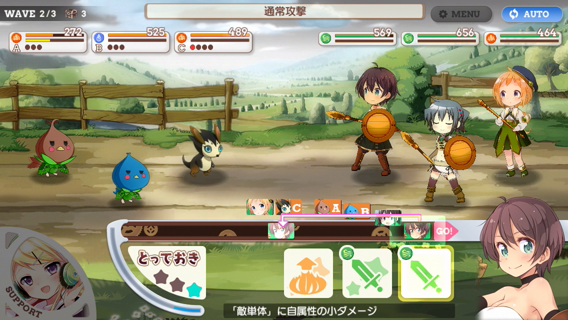 WAVE 2/3 3
通常攻撃
MENU
AUTO
272
A
525
B
489
C
569
656
464
C A B
GO!
とっておき
SUPPORT
「敵単体」に自属性の小ダメージ